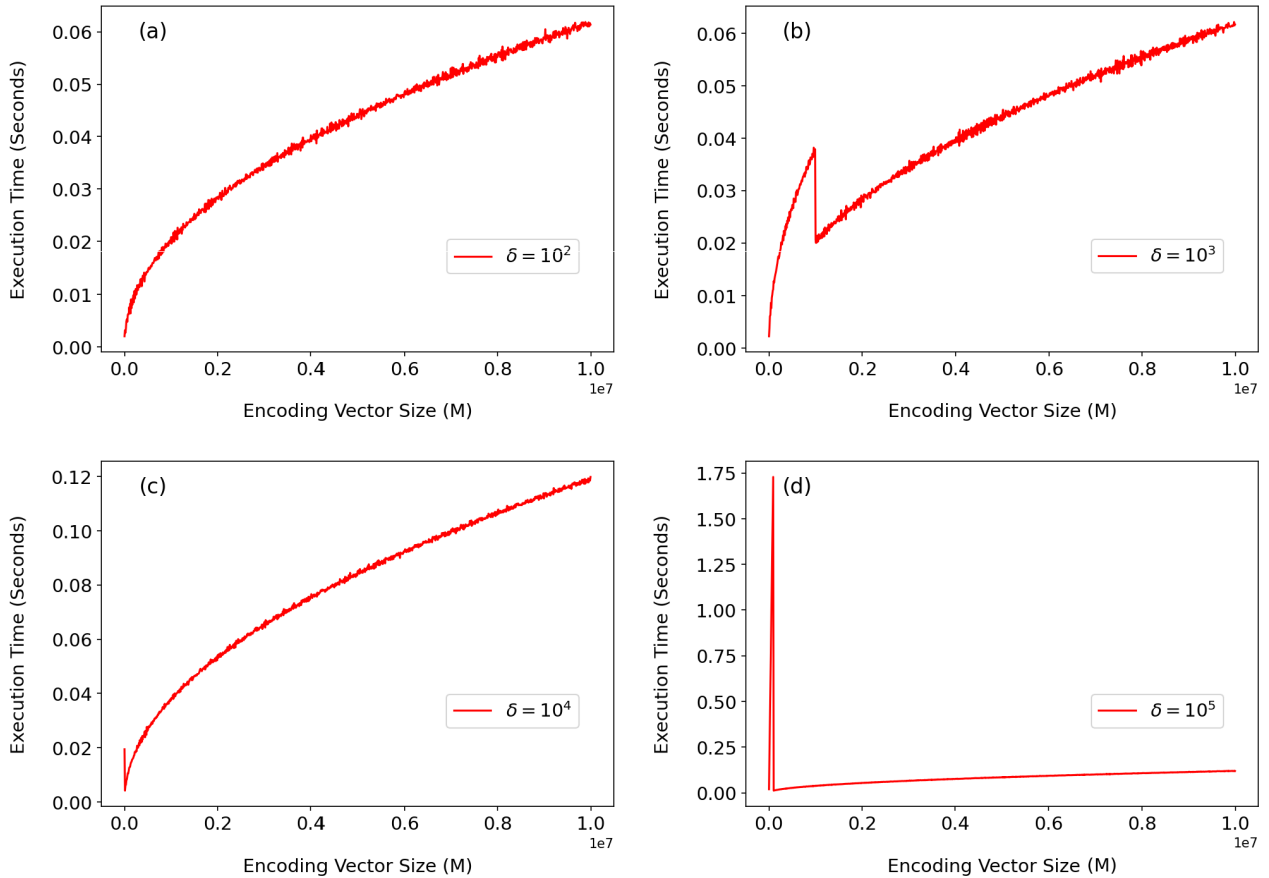 (a)
Execution Time (Seconds)
0.06
0.05
0.04
0.03
0.02
0.01
0.00
δ = 10²
0.0 0.2 0.4 0.6 0.8 1.0
1e7
Encoding Vector Size (M)
(b)
Execution Time (Seconds)
0.06
0.05
0.04
0.03
0.02
0.01
0.00
δ = 10³
0.0 0.2 0.4 0.6 0.8 1.0
1e7
Encoding Vector Size (M)
(c)
Execution Time (Seconds)
0.12
0.10
0.08
0.06
0.04
0.02
0.00
δ = 10⁴
0.0 0.2 0.4 0.6 0.8 1.0
1e7
Encoding Vector Size (M)
(d)
Execution Time (Seconds)
1.75
1.50
1.25
1.00
0.75
0.50
0.25
0.00
δ = 10⁵
0.0 0.2 0.4 0.6 0.8 1.0
1e7
Encoding Vector Size (M)